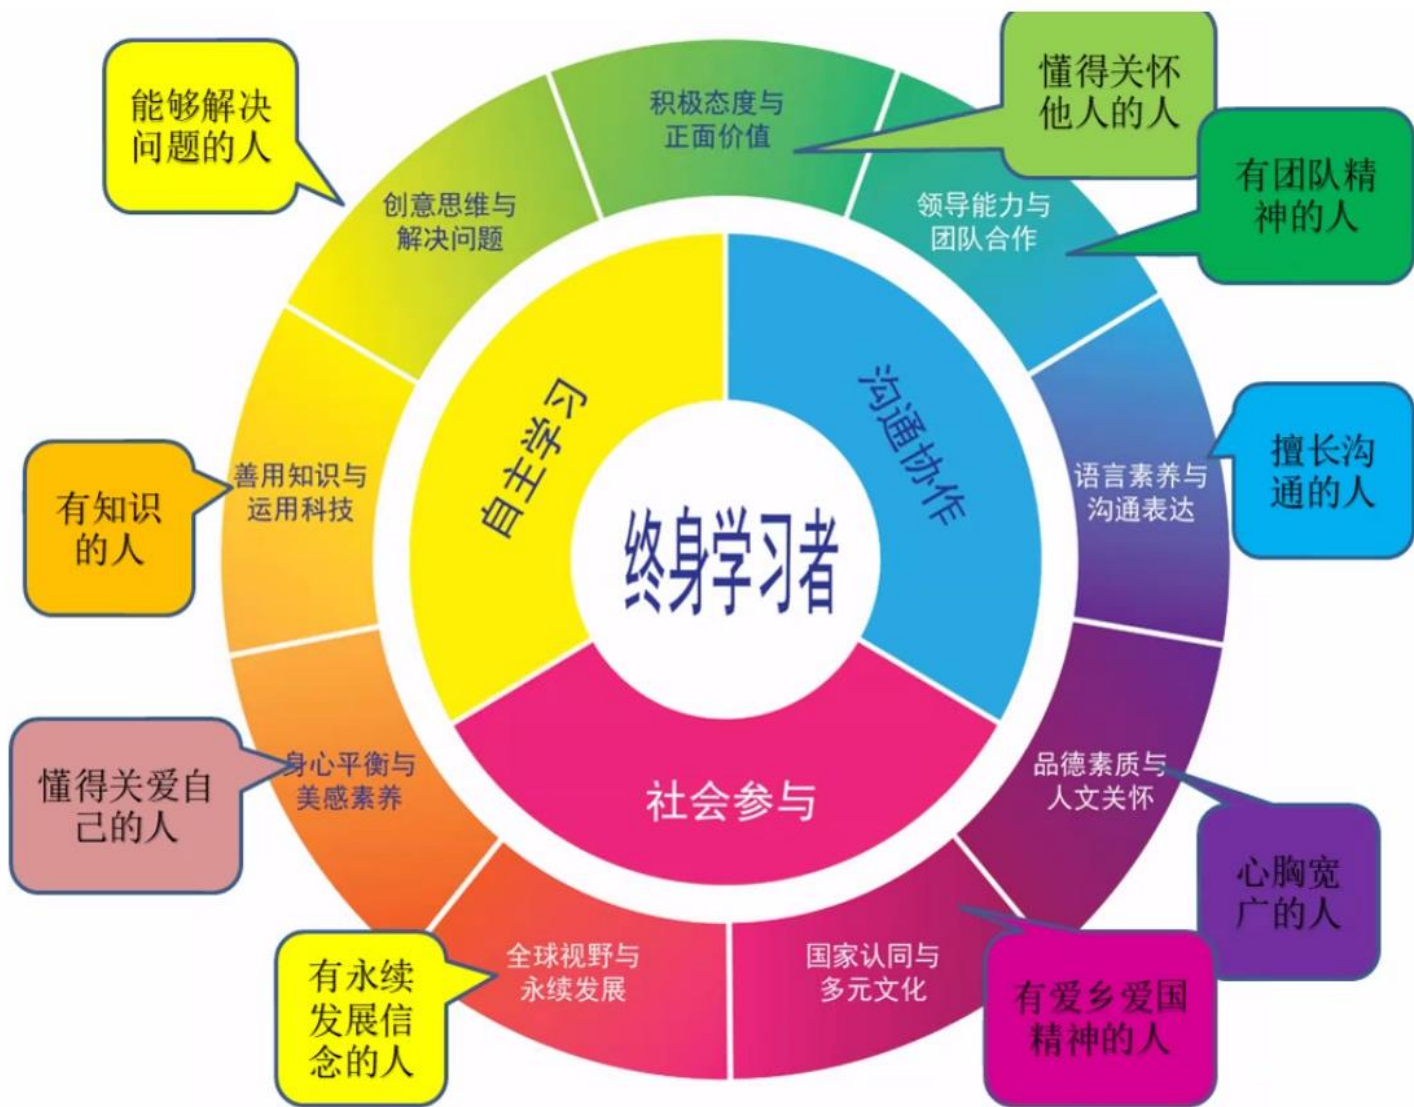 能够解决
问题的人
积极态度与
正面价值
懂得关怀
他人的人
有团队精
神的人
创意思维与
解决问题
领导能力与
团队合作
自主学习
沟通协作
善用知识与
运用科技
有知识
的人
语言素养与
沟通表达
擅长沟
通的人
终身学习者
懂得关爱自
己的人
身心平衡与
美感素养
社会参与
品德素质与
人文关怀
心胸宽
广的人
有永续
发展信
念的人
全球视野与
永续发展
国家认同与
多元文化
有爱乡爱国
精神的人